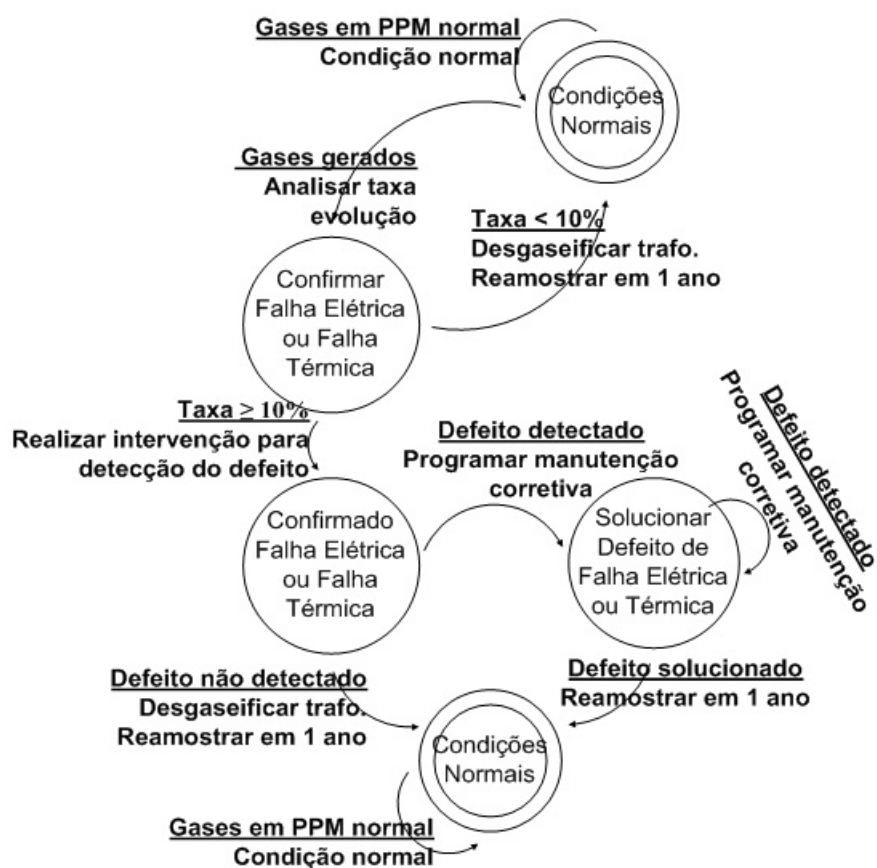 Gases em PPM normal
Condição normal
Condições
Normais
Gases gerados
Analisar taxa
evolução
Taxa < 10%
Desgaseificar trafo.
Reamostrar em 1 ano
Confirmar
Falha Elétrica
ou Falha
Térmica
Taxa ≥ 10%
Realizar intervenção para
detecção do defeito
Defeito detectado
Programar manutenção
corretiva
Defeito detectado
Programar manutenção
corretiva
Confirmado
Falha Elétrica
ou Falha
Térmica
Solucionar
Defeito de
Falha Elétrica
ou Térmica
Defeito não detectado
Desgaseificar trafo.
Reamostrar em 1 ano
Defeito solucionado
Reamostrar em 1 ano
Condições
Normais
Gases em PPM normal
Condição normal